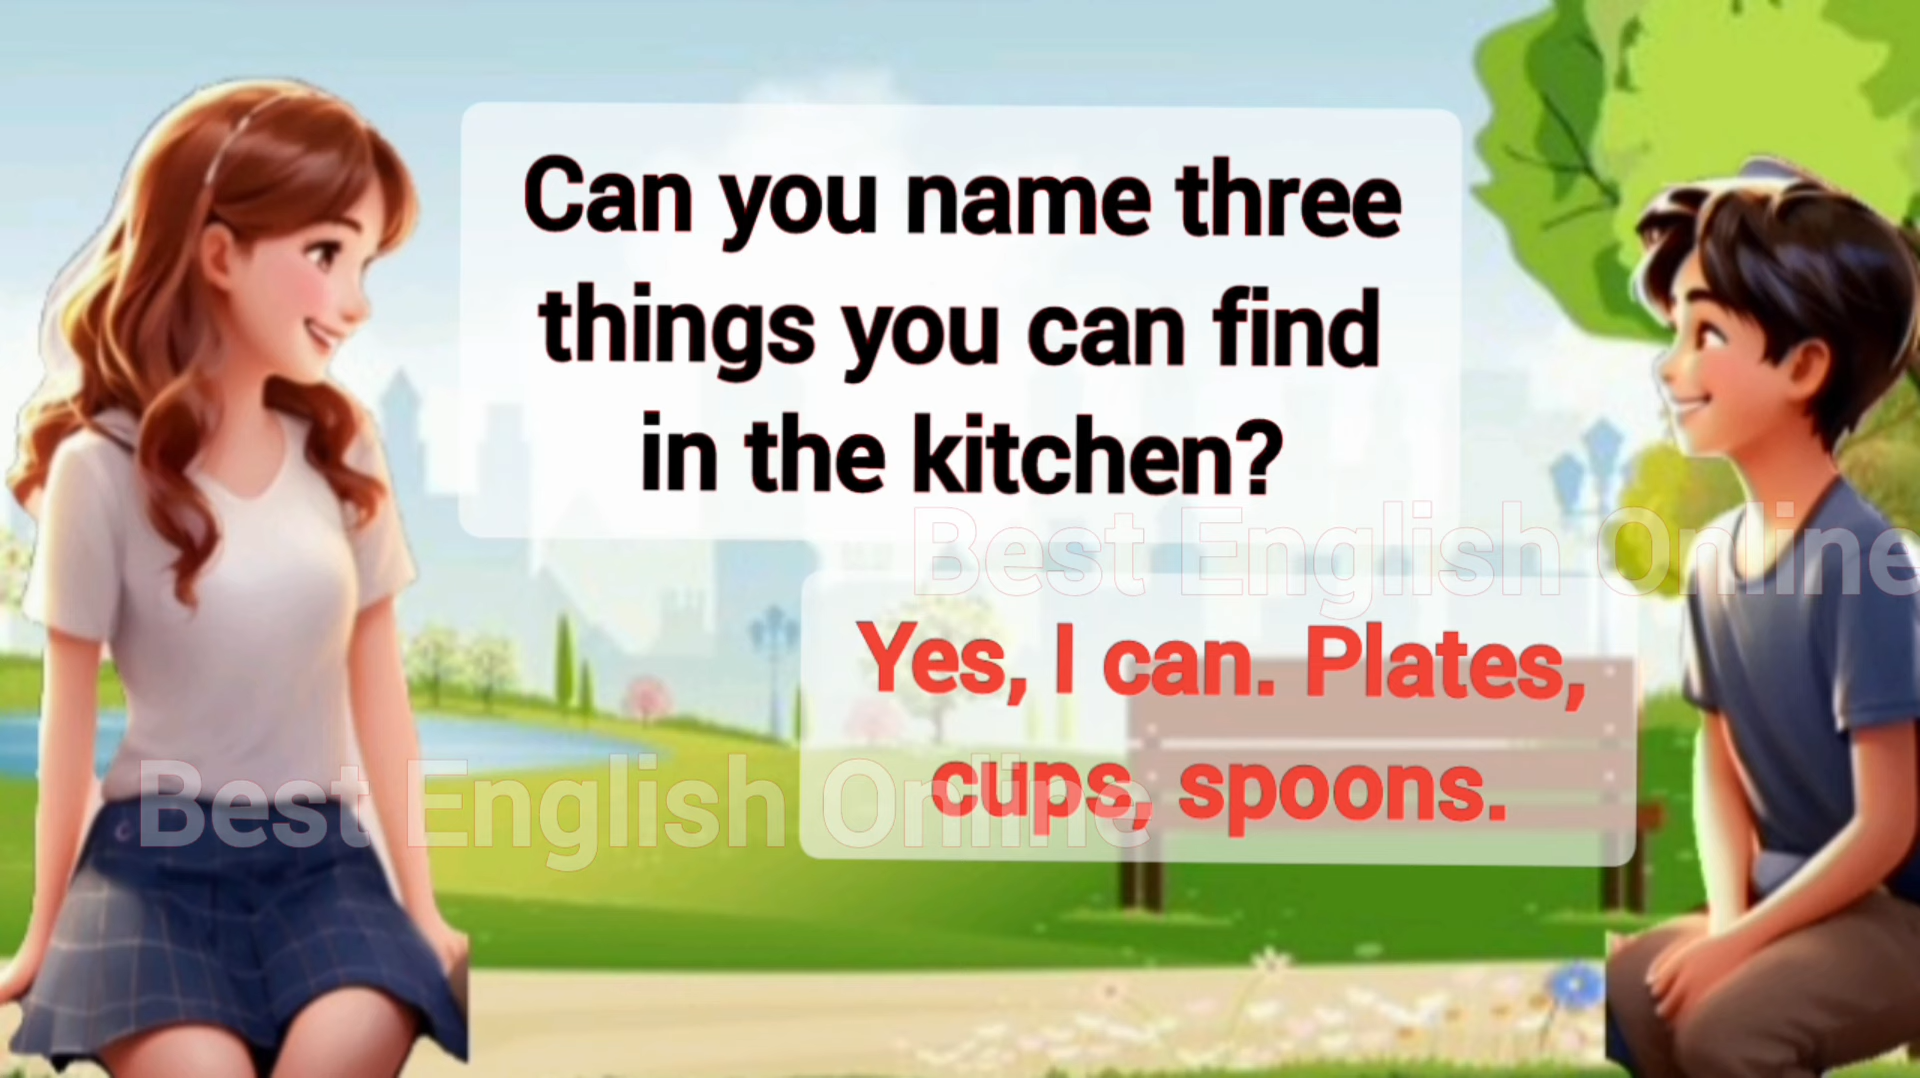 Can you name three
things you can find
in the kitchen?
Best English Online
Yes, I can. Plates,
cups, spoons.
Best English Online